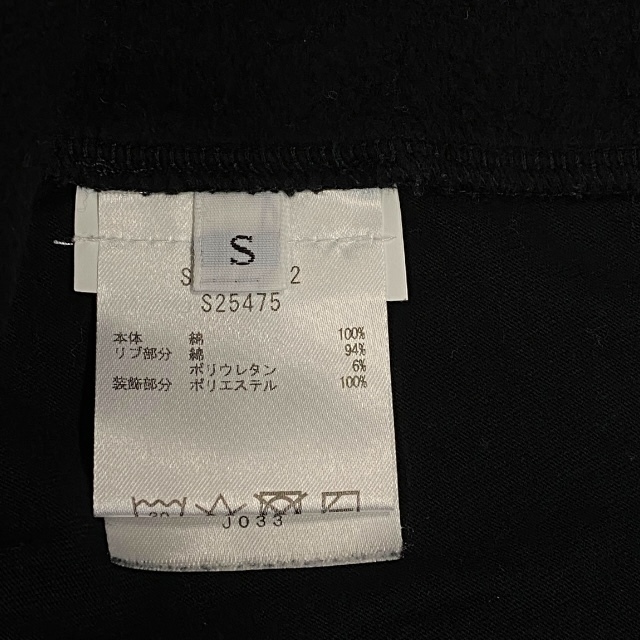 S
S 2
S25475
本体 綿 100%
リブ部分 綿 94%
ポリウレタン 6%
装飾部分 ポリエステル 100%
J033